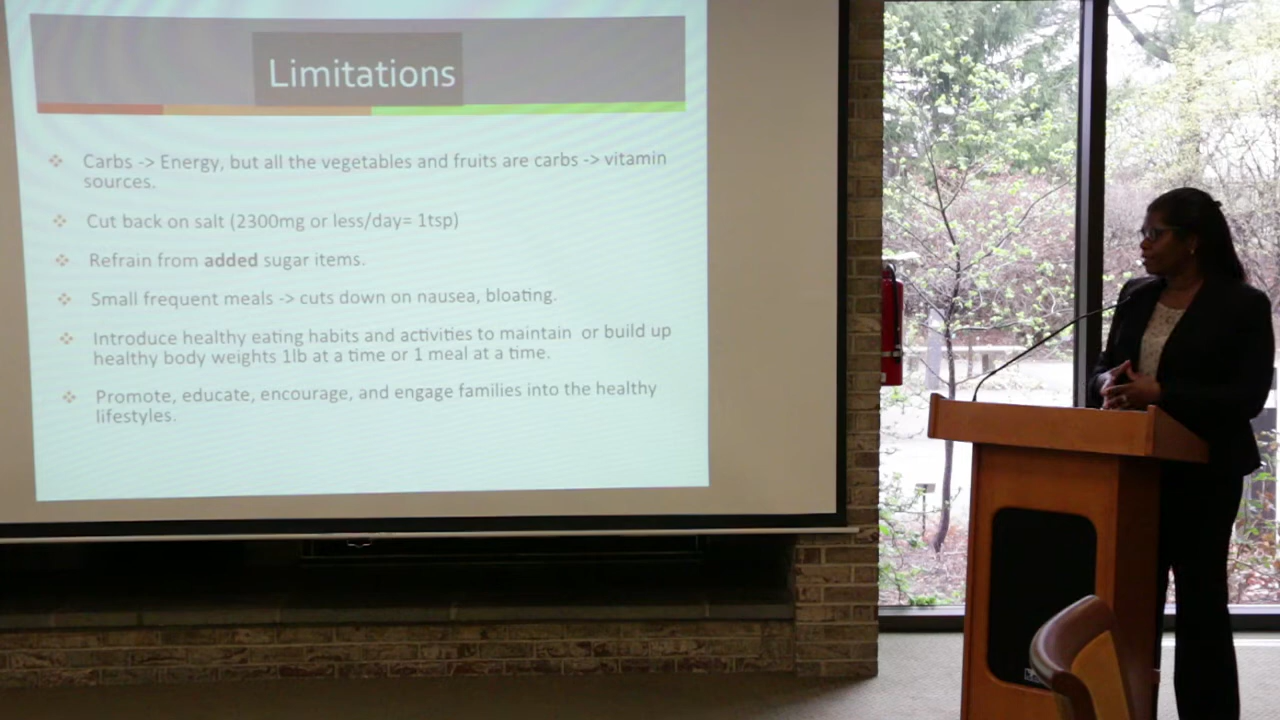 Limitations
Carbs -> Energy, but all the vegetables and fruits are carbs -> vitamin
sources.
Cut back on salt (2300mg or less/day= 1tsp)
Refrain from added sugar items.
Small frequent meals -> cuts down on nausea, bloating.
Introduce healthy eating habits and activities to maintain or build up
healthy body weights 1lb at a time or 1 meal at a time.
Promote, educate, encourage, and engage families into the healthy
lifestyles.